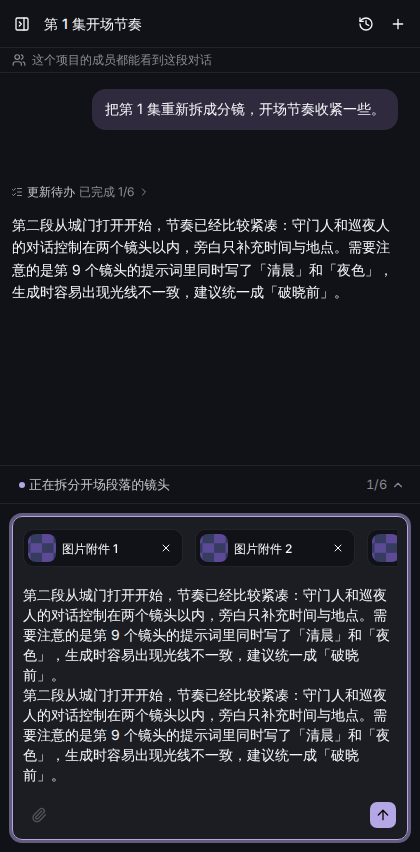 第 1 集开场节奏
这个项目的成员都能看到这段对话
把第 1 集重新拆成分镜，开场节奏收紧一些。
更新待办 已完成 1/6
第二段从城门打开开始，节奏已经比较紧凑：守门人和巡夜人
的对话控制在两个镜头以内，旁白只补充时间与地点。需要注
意的是第 9 个镜头的提示词里同时写了「清晨」和「夜色」，
生成时容易出现光线不一致，建议统一成「破晓前」。
正在拆分开场段落的镜头 1/6
图片附件 1 图片附件 2
第二段从城门打开开始，节奏已经比较紧凑：守门人和巡夜
人的对话控制在两个镜头以内，旁白只补充时间与地点。需
要注意的是第 9 个镜头的提示词里同时写了「清晨」和「夜
色」，生成时容易出现光线不一致，建议统一成「破晓
前」。
第二段从城门打开开始，节奏已经比较紧凑：守门人和巡夜
人的对话控制在两个镜头以内，旁白只补充时间与地点。需
要注意的是第 9 个镜头的提示词里同时写了「清晨」和「夜
色」，生成时容易出现光线不一致，建议统一成「破晓
前」。